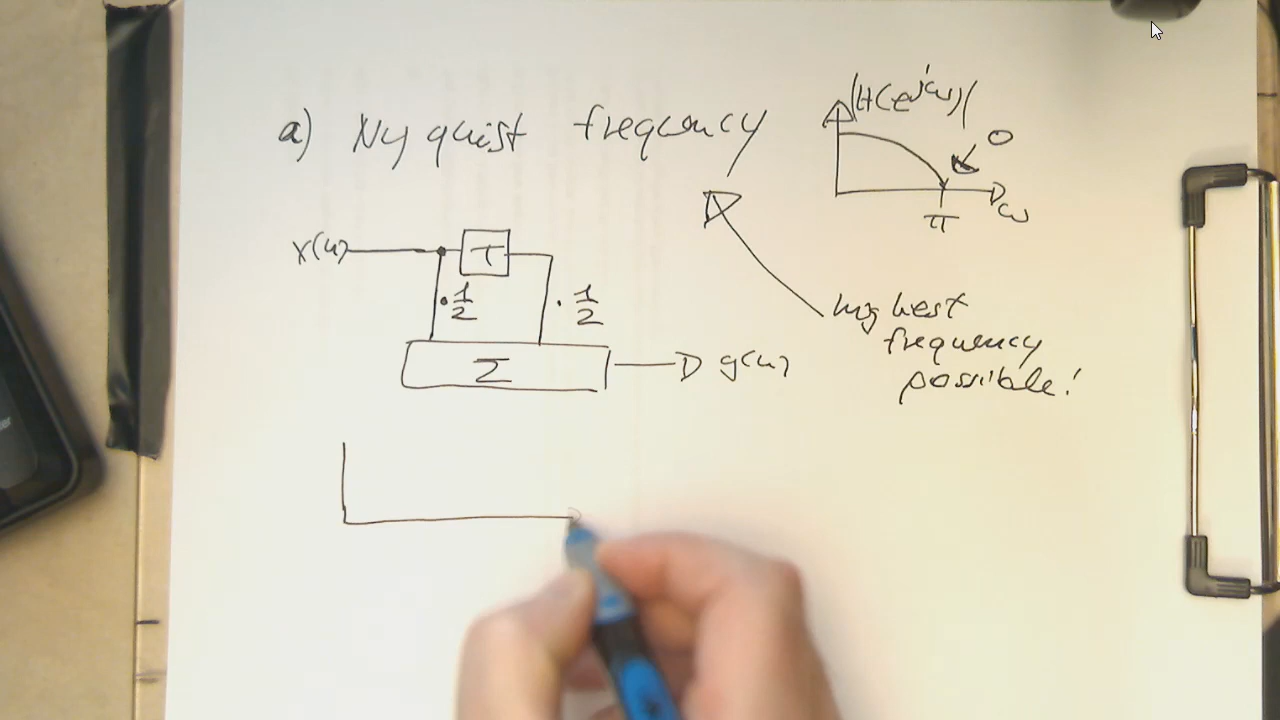 a) Nyquist frequency
|H(e^jω)|
0
π
ω
x(n)
T
· 1/2
· 1/2
Σ
y(n)
highest
frequency
possible!